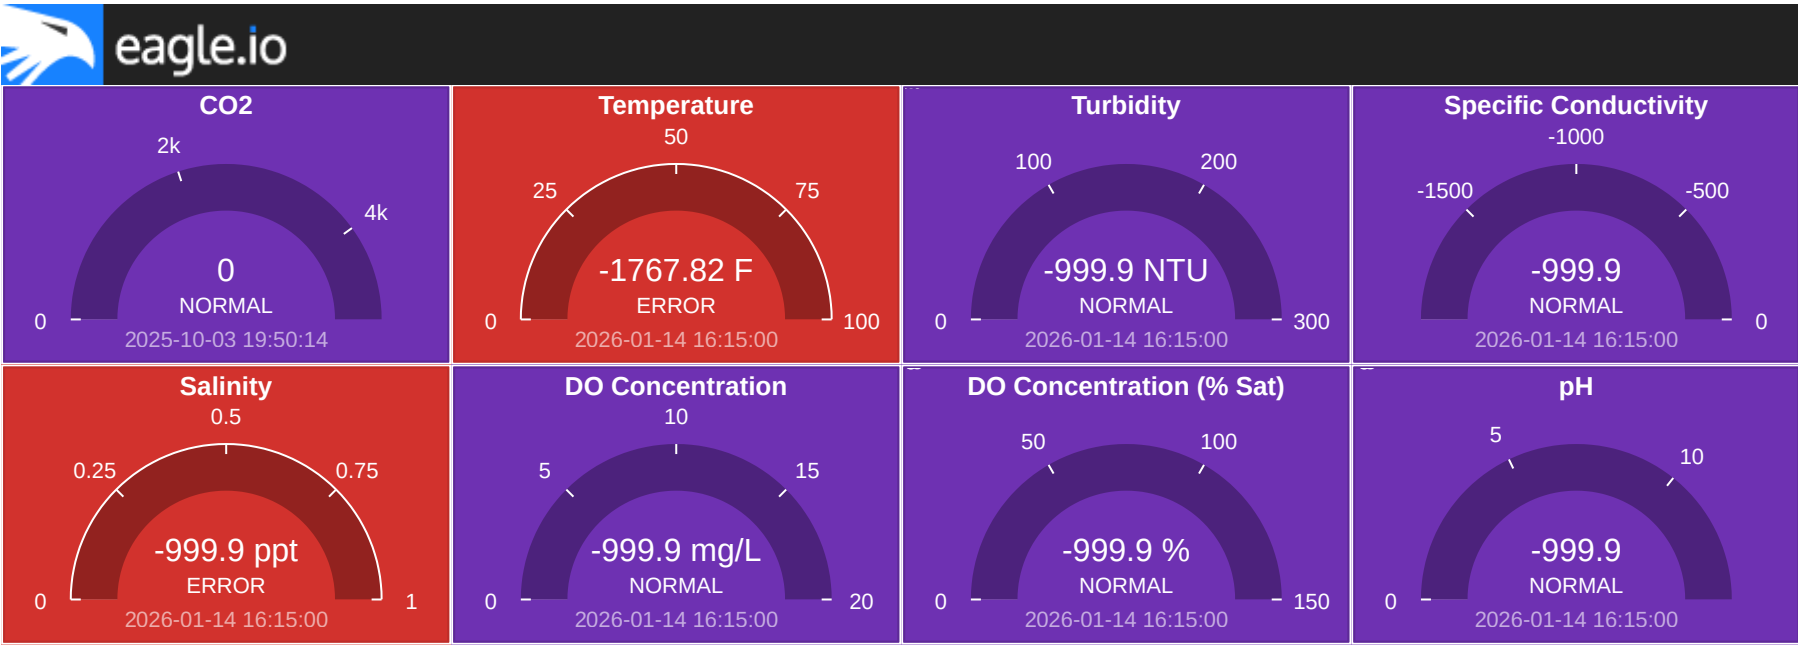 eagle.io
CO2
2k
4k
0
NORMAL
0
2025-10-03 19:50:14
Temperature
50
25
75
-1767.82 F
ERROR
0
100
2026-01-14 16:15:00
Turbidity
100
200
-999.9 NTU
NORMAL
0
300
2026-01-14 16:15:00
Specific Conductivity
-1000
-1500
-500
-999.9
NORMAL
0
2026-01-14 16:15:00
Salinity
0.5
0.25
0.75
-999.9 ppt
ERROR
0
1
2026-01-14 16:15:00
DO Concentration
10
5
15
-999.9 mg/L
NORMAL
0
20
2026-01-14 16:15:00
DO Concentration (% Sat)
50
100
-999.9 %
NORMAL
0
150
2026-01-14 16:15:00
pH
5
10
-999.9
NORMAL
0
2026-01-14 16:15:00